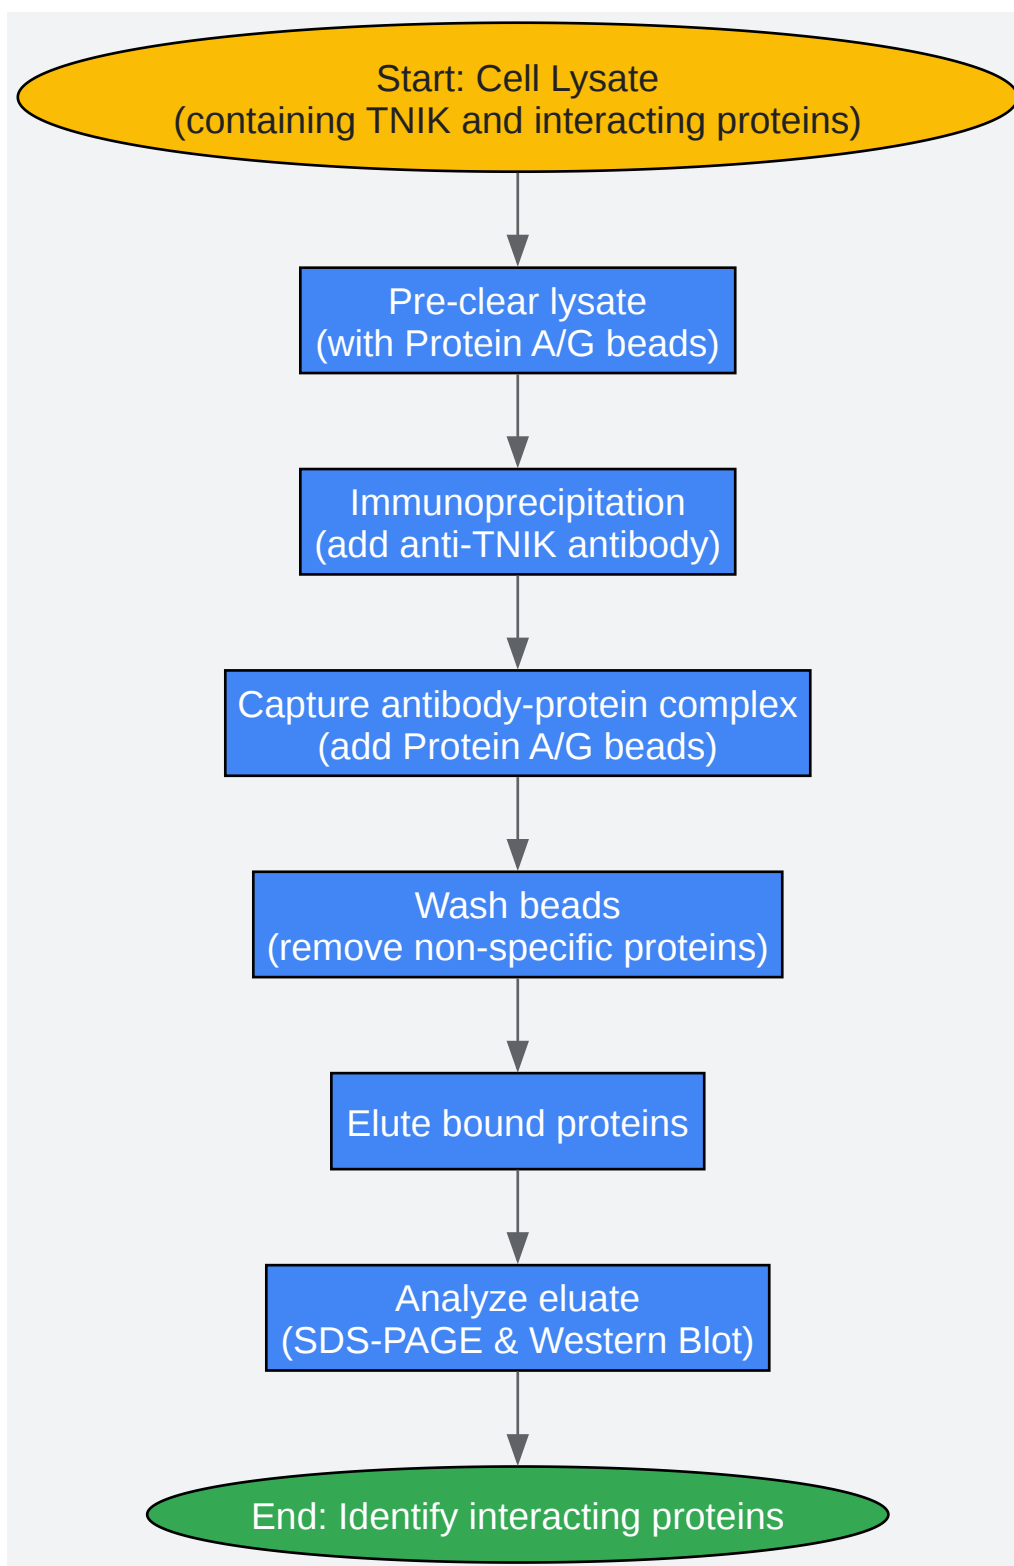 Start: Cell Lysate
(containing TNIK and interacting proteins)
Pre-clear lysate
(with Protein A/G beads)
Immunoprecipitation
(add anti-TNIK antibody)
Capture antibody-protein complex
(add Protein A/G beads)
Wash beads
(remove non-specific proteins)
Elute bound proteins
Analyze eluate
(SDS-PAGE & Western Blot)
End: Identify interacting proteins